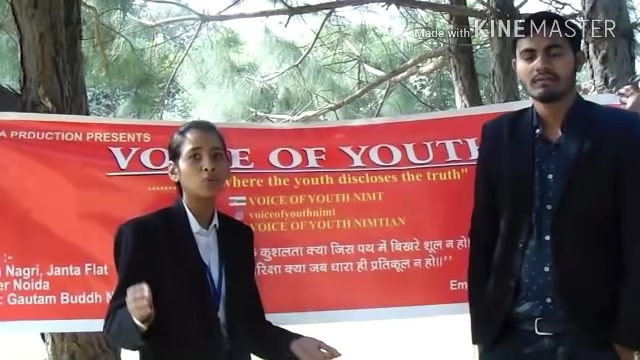 Made with KINEMASTER
A PRDUCTION PRESENTS
VOICE OF YOUTH
where the youth discloses the truth"
VOICE OF YOUTH NIMT
voiceofyouthnimt
VOICE OF YOUTH NIMTIAN
कुशलता क्या जिस पथ में बिखरे शूल न हो
क्या जब धारा ही प्रतिकूल न हो॥''
:-
Nagri, Janta Flat
er Noida
: Gautam Buddh N
Em